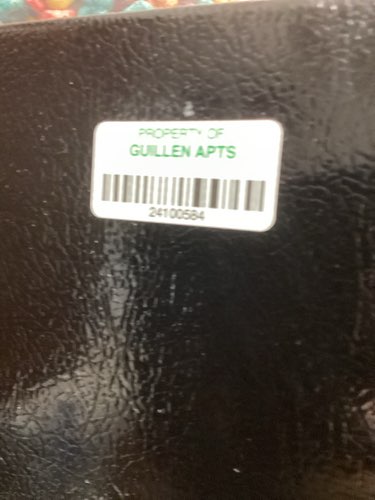 PROPERTY OF
GUILLEN APTS
24100584